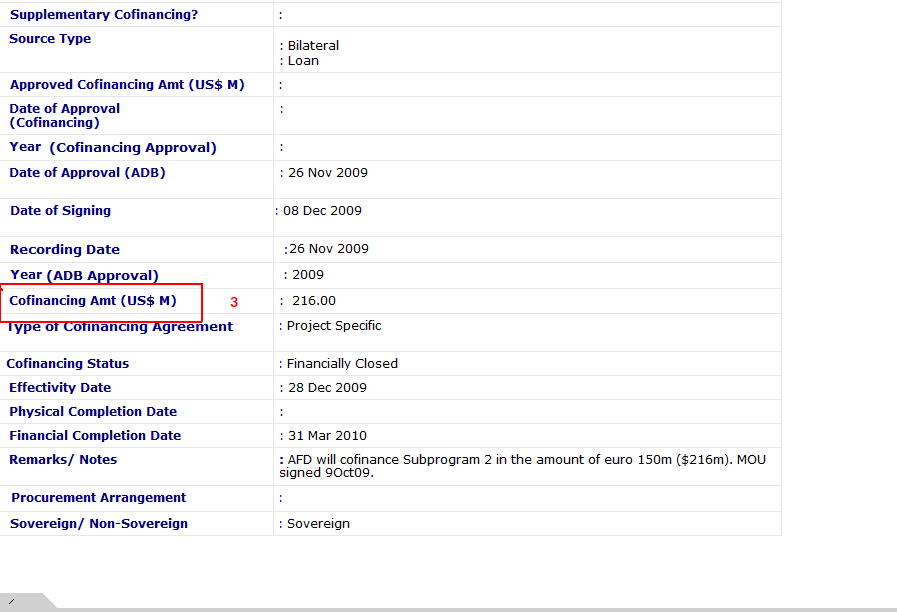 Supplementary Cofinancing? :
Source Type : Bilateral
: Loan
Approved Cofinancing Amt (US$ M) :
Date of Approval :
(Cofinancing)
Year (Cofinancing Approval) :
Date of Approval (ADB) : 26 Nov 2009
Date of Signing : 08 Dec 2009
Recording Date :26 Nov 2009
Year (ADB Approval) : 2009
Cofinancing Amt (US$ M) 3 : 216.00
Type of Cofinancing Agreement : Project Specific
Cofinancing Status : Financially Closed
Effectivity Date : 28 Dec 2009
Physical Completion Date :
Financial Completion Date : 31 Mar 2010
Remarks/ Notes : AFD will cofinance Subprogram 2 in the amount of euro 150m ($216m). MOU
signed 9Oct09.
Procurement Arrangement :
Sovereign/ Non-Sovereign : Sovereign